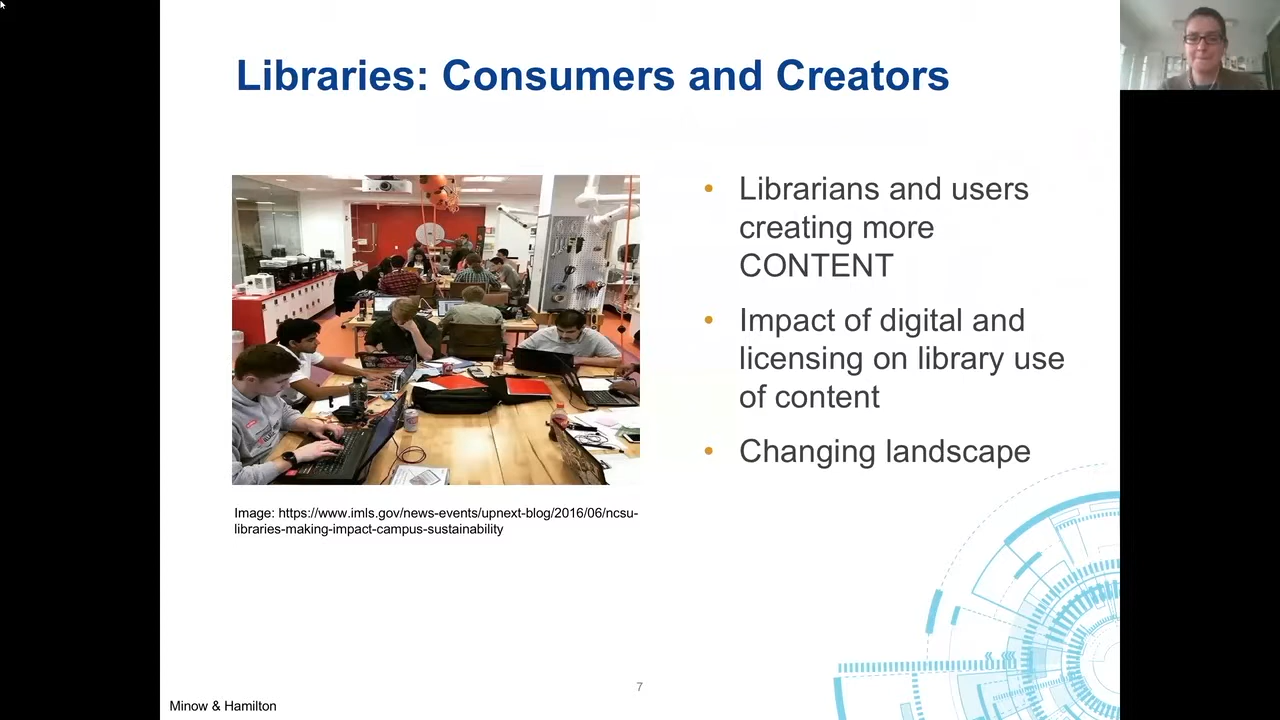 Libraries: Consumers and Creators
• Librarians and users
creating more
CONTENT
• Impact of digital and
licensing on library use
of content
• Changing landscape
Image: https://www.imls.gov/news-events/upnext-blog/2016/06/ncsu-
libraries-making-impact-campus-sustainability
7
Minow & Hamilton